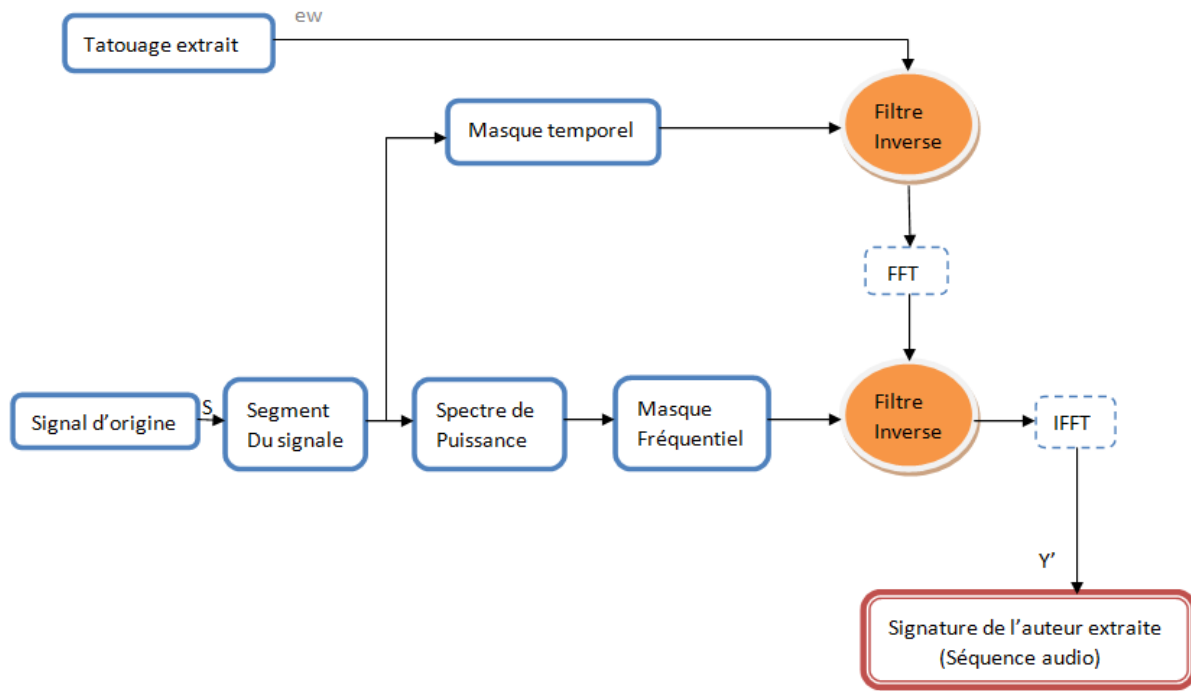 ew
Tatouage extrait
Filtre
Inverse
Masque temporel
FFT
Signal d'origine
S
Segment
Du signale
Spectre de
Puissance
Masque
Fréquentiel
Filtre
Inverse
IFFT
Y'
Signature de l'auteur extraite
(Séquence audio)